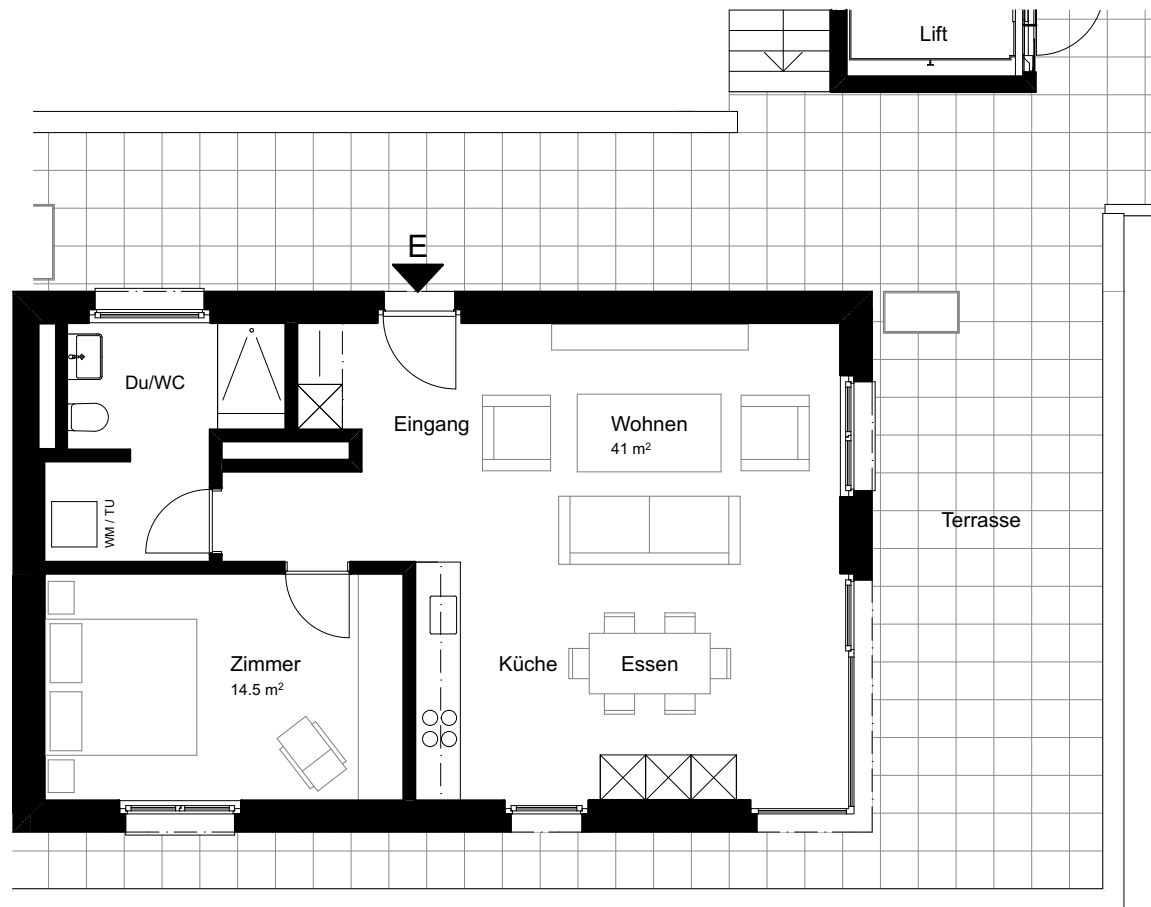 Lift
E
Du/WC
Eingang
Wohnen
41 m²
WM / TU
Terrasse
Zimmer
14.5 m²
Küche
Essen